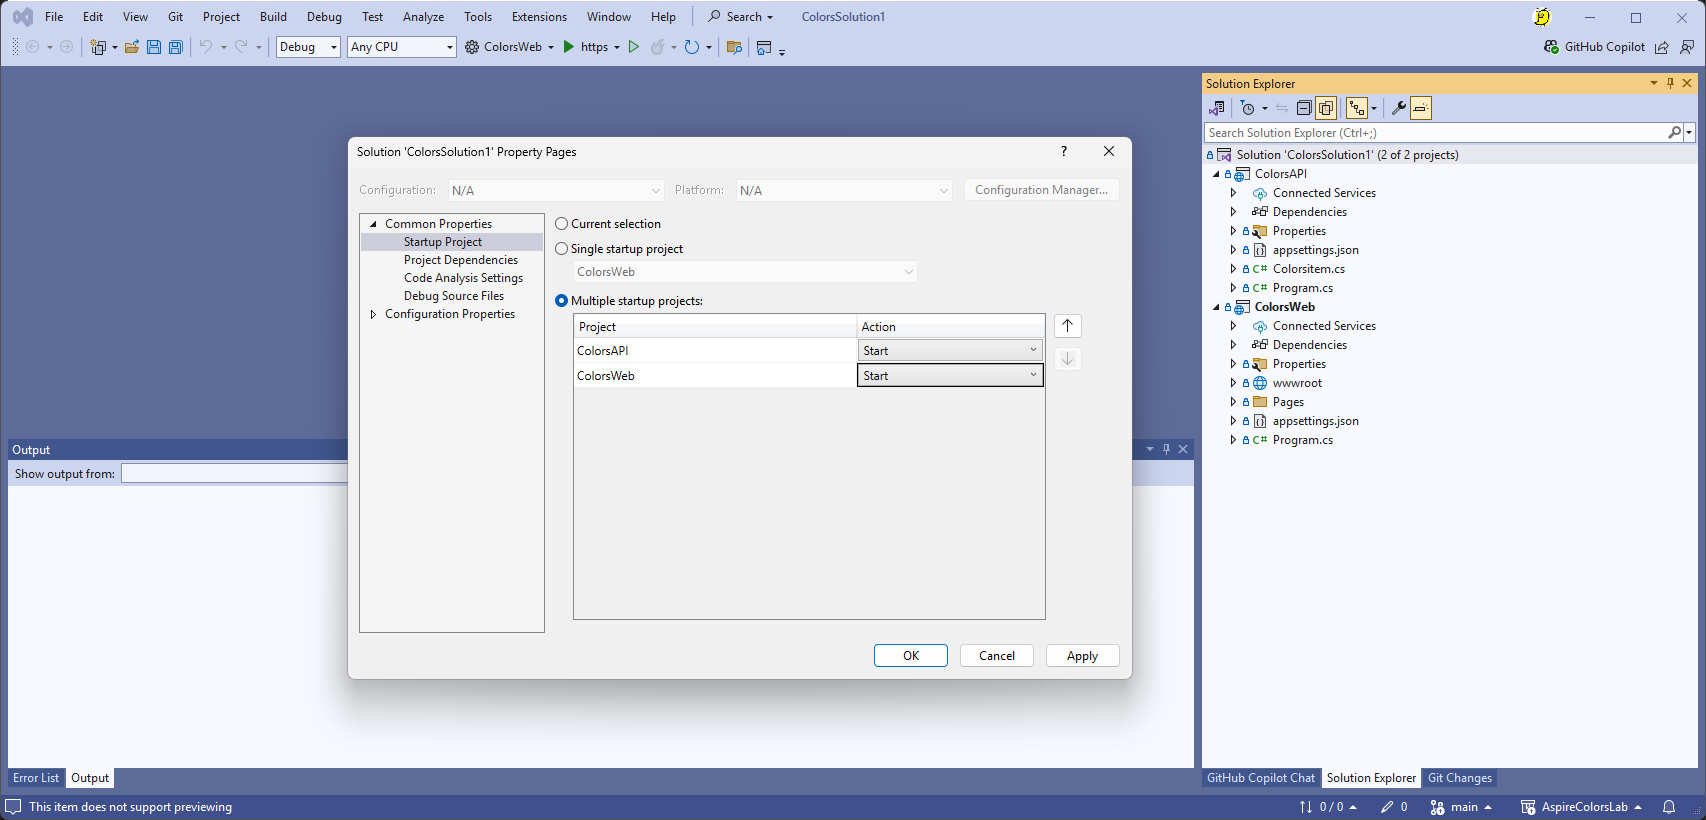 File Edit View Git Project Build Debug Test Analyze Tools Extensions Window Help Search ColorsSolution1
Debug Any CPU ColorsWeb https GitHub Copilot
Solution 'ColorsSolution1' Property Pages ?
Configuration: N/A Platform: N/A Configuration Manager...
Common Properties
Startup Project
Project Dependencies
Code Analysis Settings
Debug Source Files
Configuration Properties
Current selection
Single startup project
ColorsWeb
Multiple startup projects:
Project Action
ColorsAPI Start
ColorsWeb Start
OK Cancel Apply
Output
Show output from:
Error List Output
Solution Explorer
Search Solution Explorer (Ctrl+;)
Solution 'ColorsSolution1' (2 of 2 projects)
ColorsAPI
Connected Services
Dependencies
Properties
appsettings.json
C# Colorsitem.cs
C# Program.cs
ColorsWeb
Connected Services
Dependencies
Properties
wwwroot
Pages
appsettings.json
C# Program.cs
GitHub Copilot Chat Solution Explorer Git Changes
This item does not support previewing 0 / 0 0 main AspireColorsLab